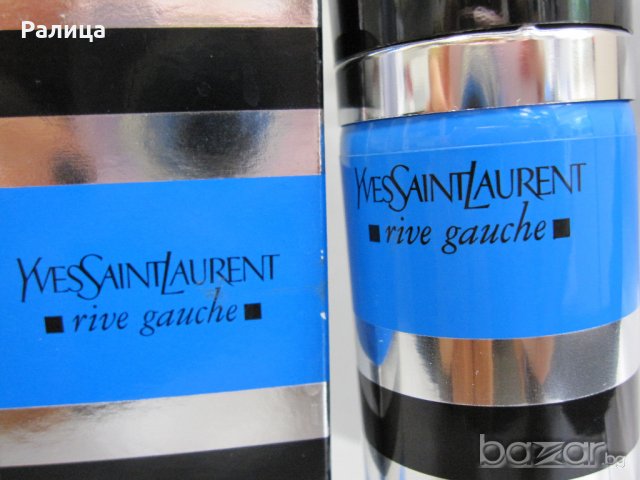 Ралица
YVESSAINTLAURENT
rive gauche
YVESSAINTLAURENT
rive gauche
bazar.bg